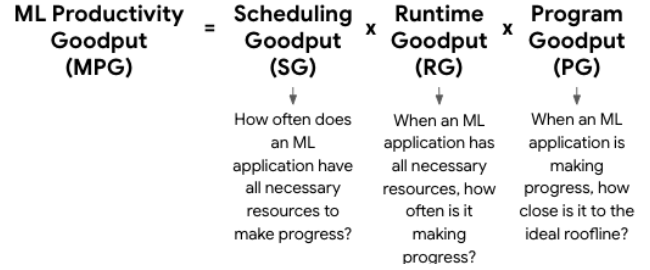 ML Productivity Goodput (MPG) = Scheduling Goodput (SG) x Runtime Goodput (RG) x Program Goodput (PG)
How often does
an ML
application have
all necessary
resources to
make progress?
When an ML
application has
all necessary
resources, how
often is it
making
progress?
When an ML
application is
making
progress, how
close is it to the
ideal roofline?